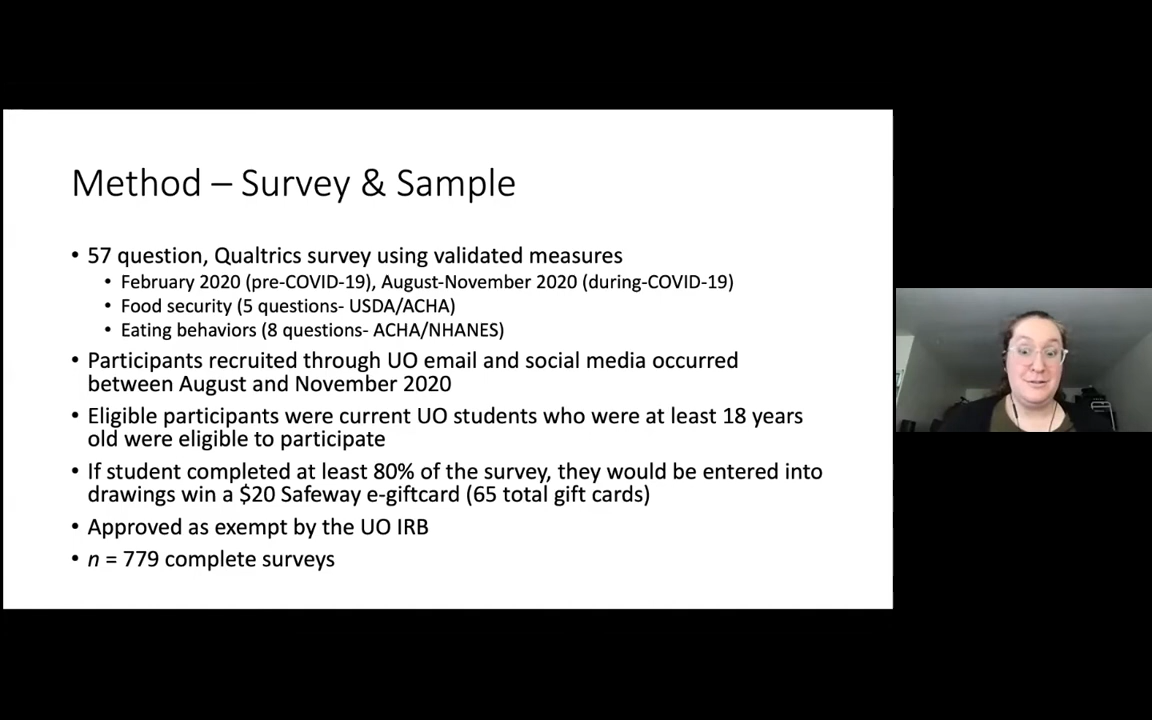 Method – Survey & Sample
• 57 question, Qualtrics survey using validated measures
• February 2020 (pre-COVID-19), August-November 2020 (during-COVID-19)
• Food security (5 questions- USDA/ACHA)
• Eating behaviors (8 questions- ACHA/NHANES)
• Participants recruited through UO email and social media occurred
between August and November 2020
• Eligible participants were current UO students who were at least 18 years
old were eligible to participate
• If student completed at least 80% of the survey, they would be entered into
drawings win a $20 Safeway e-giftcard (65 total gift cards)
• Approved as exempt by the UO IRB
• n = 779 complete surveys